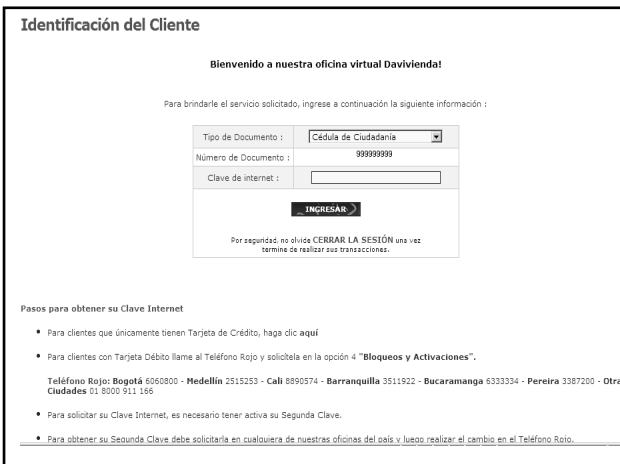 Identificación del Cliente
Bienvenido a nuestra oficina virtual Davivienda!
Para brindarle el servicio solicitado, ingrese a continuación la siguiente información :
Tipo de Documento : Cédula de Ciudadanía
Número de Documento : 999999999
Clave de internet :
INGRESAR
Por seguridad, no olvide CERRAR LA SESIÓN una vez
termine de realizar sus transacciones.
Pasos para obtener su Clave Internet
• Para clientes que únicamente tienen Tarjeta de Crédito, haga clic aquí
• Para clientes con Tarjeta Débito llame al Teléfono Rojo y solicítela en la opción 4 "Bloqueos y Activaciones".
Teléfono Rojo: Bogotá 6060800 - Medellín 2515253 - Cali 8890574 - Barranquilla 3511922 - Bucaramanga 6333334 - Pereira 3387200 - Otra
Ciudades 01 8000 911 166
• Para solicitar su Clave Internet, es necesario tener activa su Segunda Clave.
• Para obtener su Segunda Clave debe solicitarla en cualquiera de nuestras oficinas del país y luego realizar el cambio en el Teléfono Rojo.